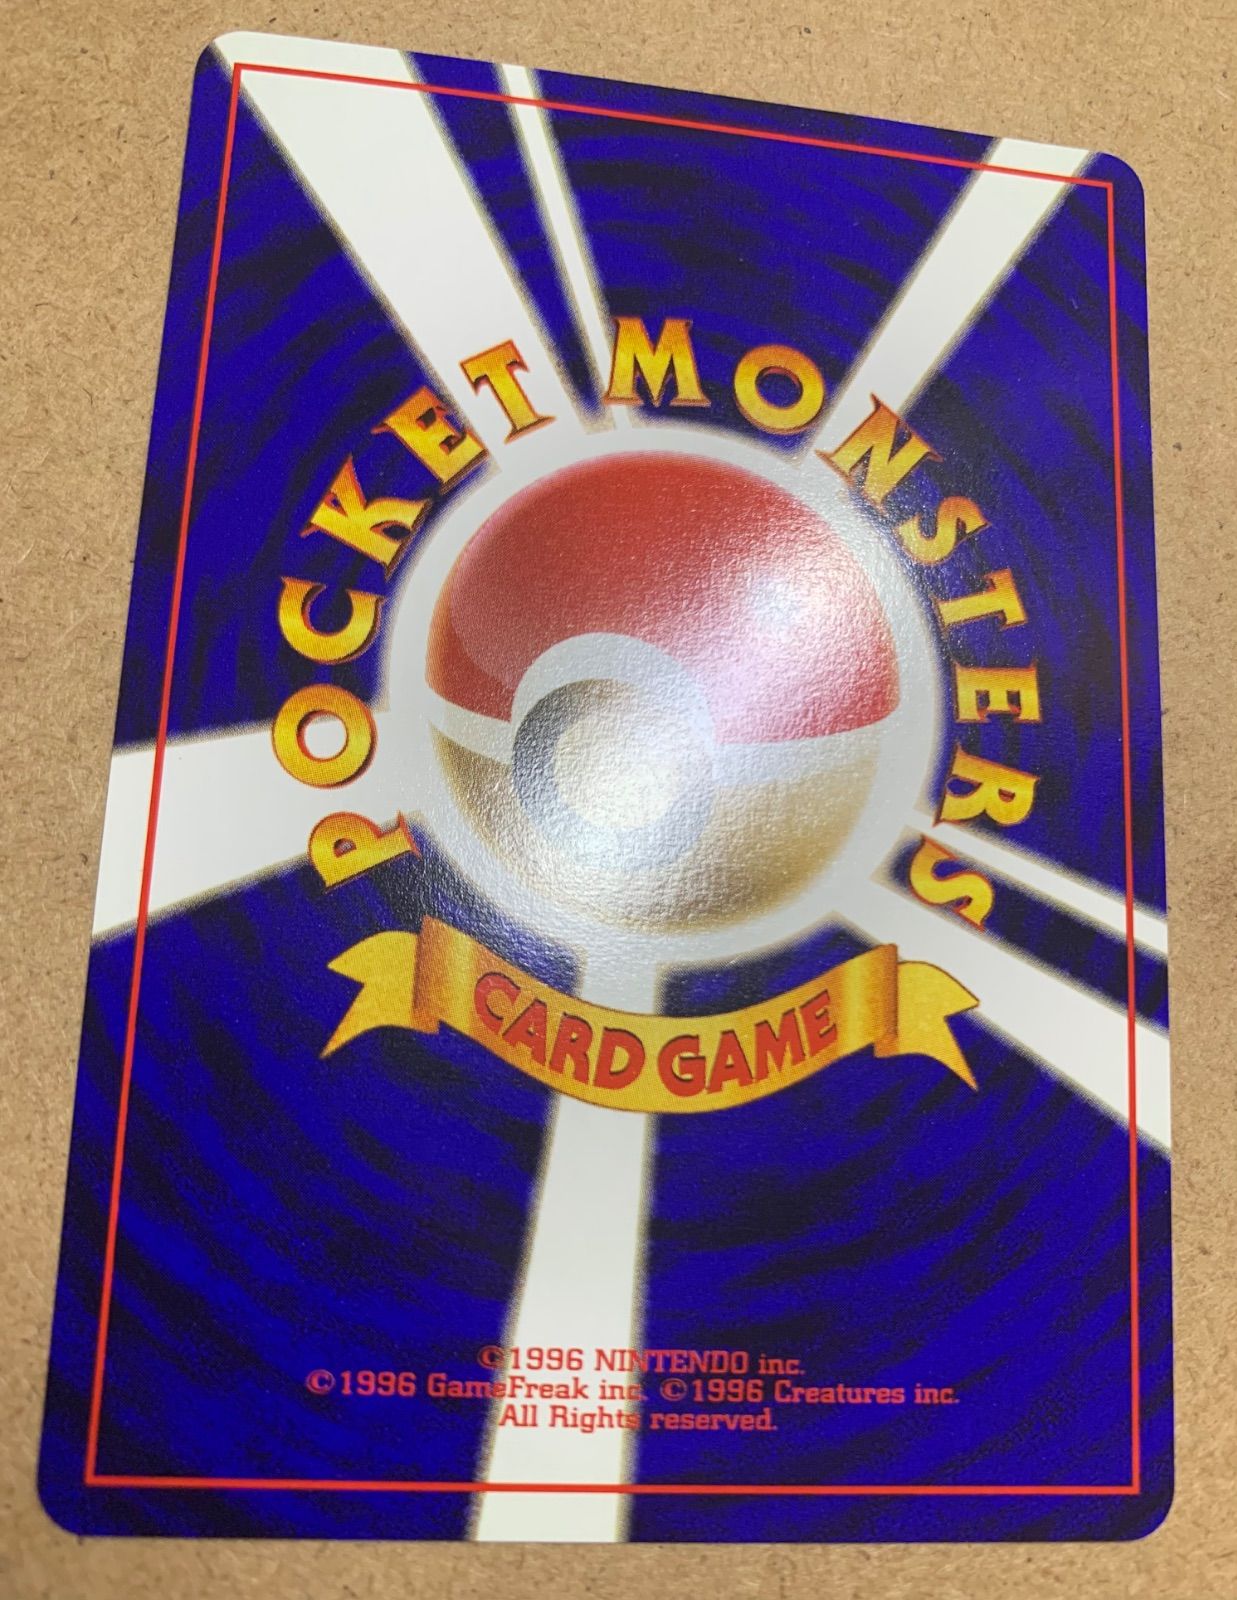 POCKET MONSTERS
CARD GAME
©1996 NINTENDO inc.
©1996 GameFreak inc. ©1996 Creatures inc.
All Rights reserved.